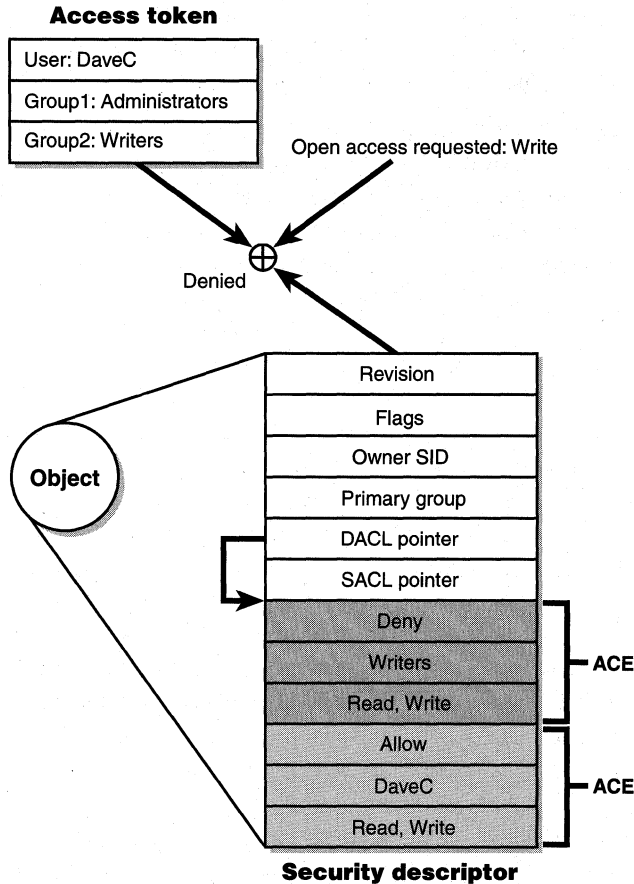 Access token
User: DaveC
Group1: Administrators
Group2: Writers
Open access requested: Write
Denied
Object
Revision
Flags
Owner SID
Primary group
DACL pointer
SACL pointer
Deny
Writers
Read, Write
ACE
Allow
DaveC
Read, Write
ACE
Security descriptor